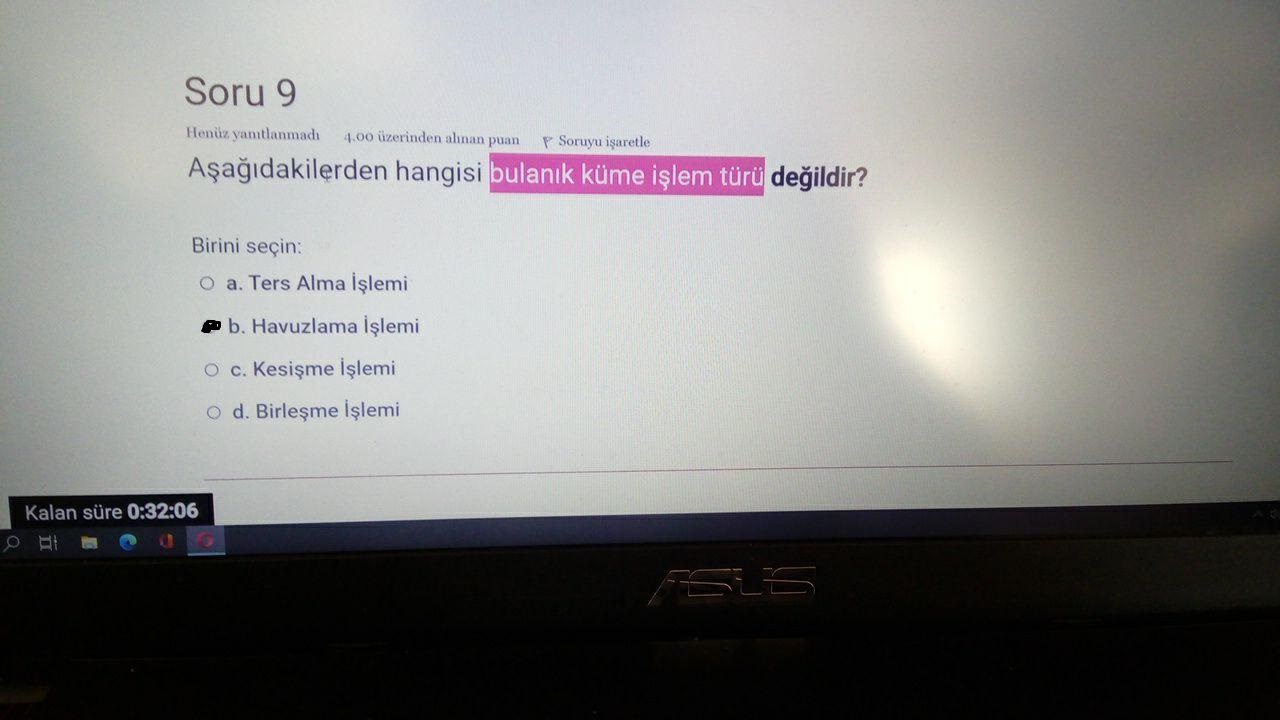 Soru 9
Henüz yanıtlanmadı 4.00 üzerinden alınan puan Soruyu işaretle
Aşağıdakilerden hangisi bulanık küme işlem türü değildir?
Birini seçin:
a. Ters Alma İşlemi
b. Havuzlama İşlemi
c. Kesişme İşlemi
d. Birleşme İşlemi
Kalan süre 0:32:06
ASUS